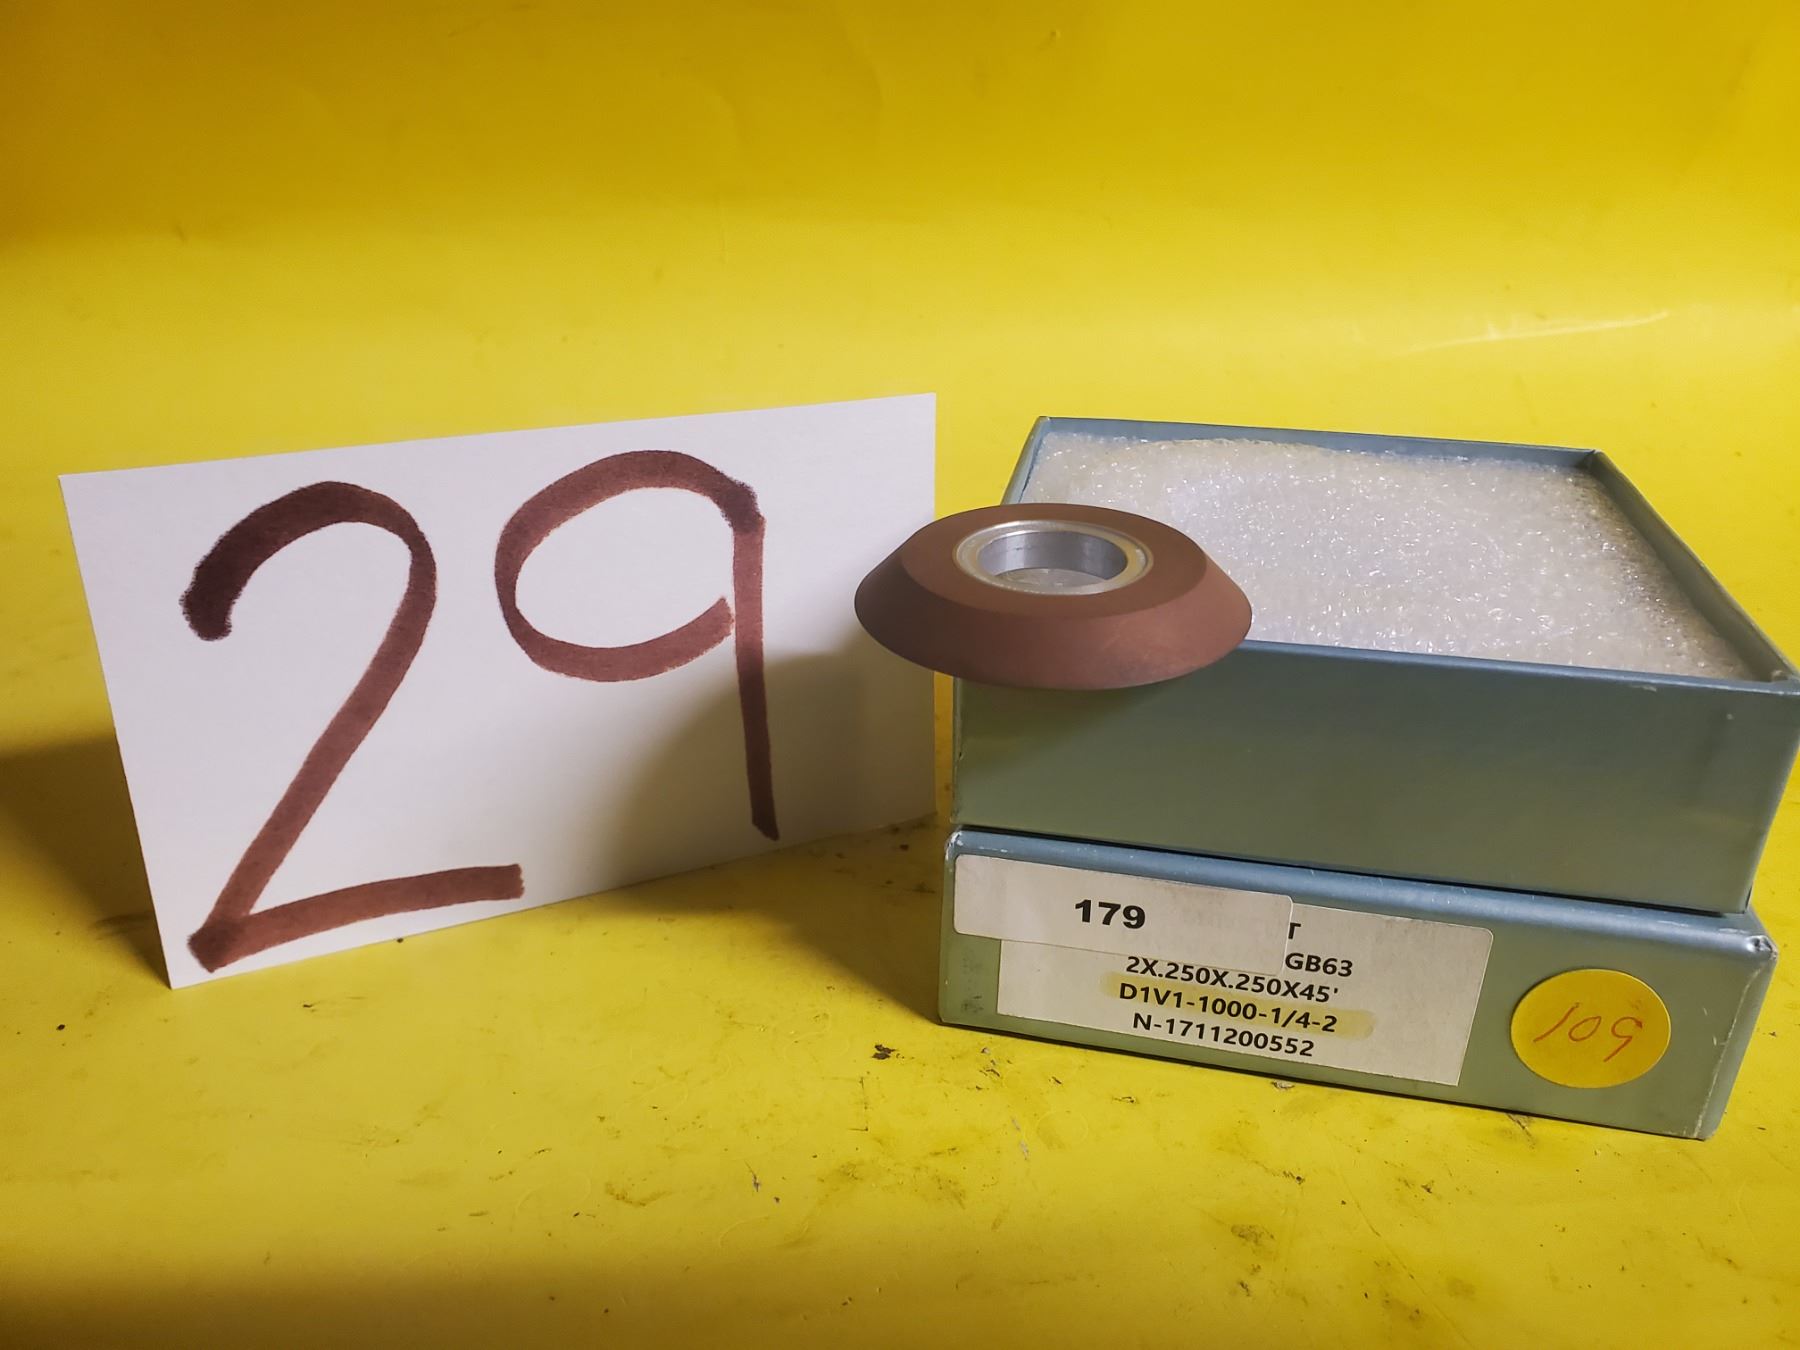 29
179
T
GB63
2X.250X.250X45'
D1V1-1000-1/4-2
N-1711200552
109